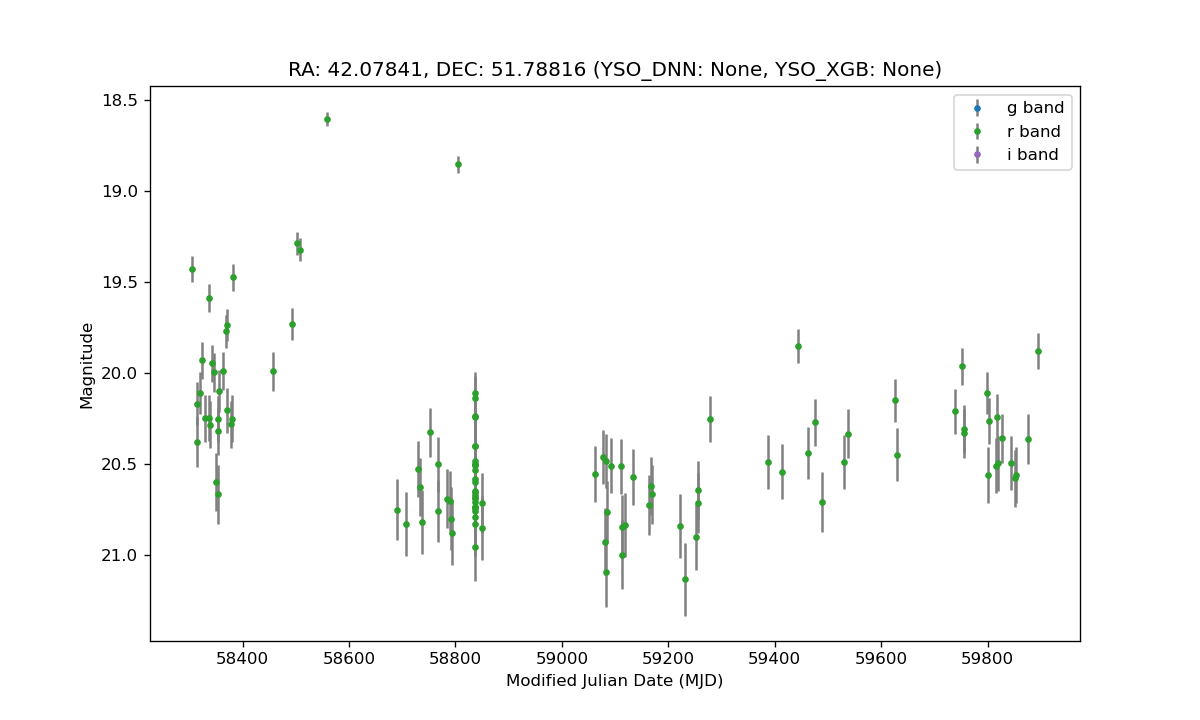 RA: 42.07841, DEC: 51.78816 (YSO_DNN: None, YSO_XGB: None)
g band
r band
i band
18.5
19.0
19.5
20.0
20.5
21.0
Magnitude
58400 58600 58800 59000 59200 59400 59600 59800
Modified Julian Date (MJD)